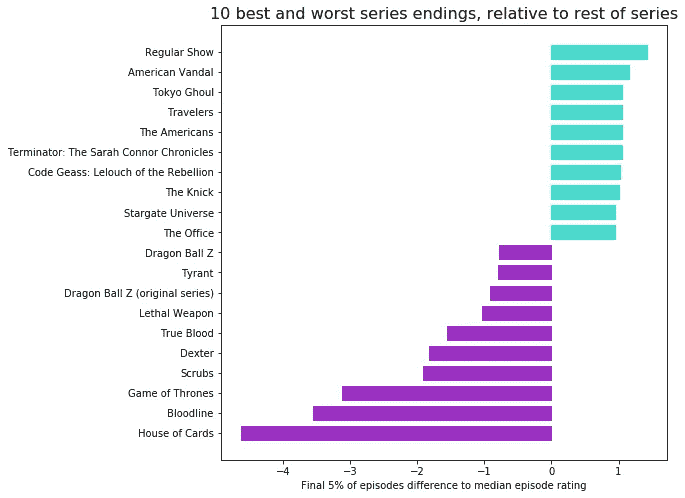 10 best and worst series endings, relative to rest of series
Regular Show
American Vandal
Tokyo Ghoul
Travelers
The Americans
Terminator: The Sarah Connor Chronicles
Code Geass: Lelouch of the Rebellion
The Knick
Stargate Universe
The Office
Dragon Ball Z
Tyrant
Dragon Ball Z (original series)
Lethal Weapon
True Blood
Dexter
Scrubs
Game of Thrones
Bloodline
House of Cards
−4 −3 −2 −1 0 1
Final 5% of episodes difference to median episode rating